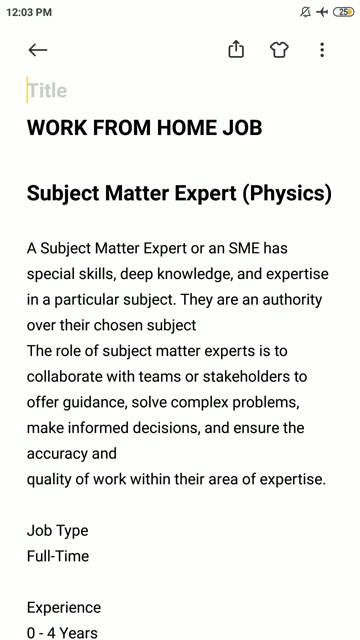 12:03 PM
25
Title
WORK FROM HOME JOB
Subject Matter Expert (Physics)
A Subject Matter Expert or an SME has
special skills, deep knowledge, and expertise
in a particular subject. They are an authority
over their chosen subject
The role of subject matter experts is to
collaborate with teams or stakeholders to
offer guidance, solve complex problems,
make informed decisions, and ensure the
accuracy and
quality of work within their area of expertise.
Job Type
Full-Time
Experience
0 - 4 Years